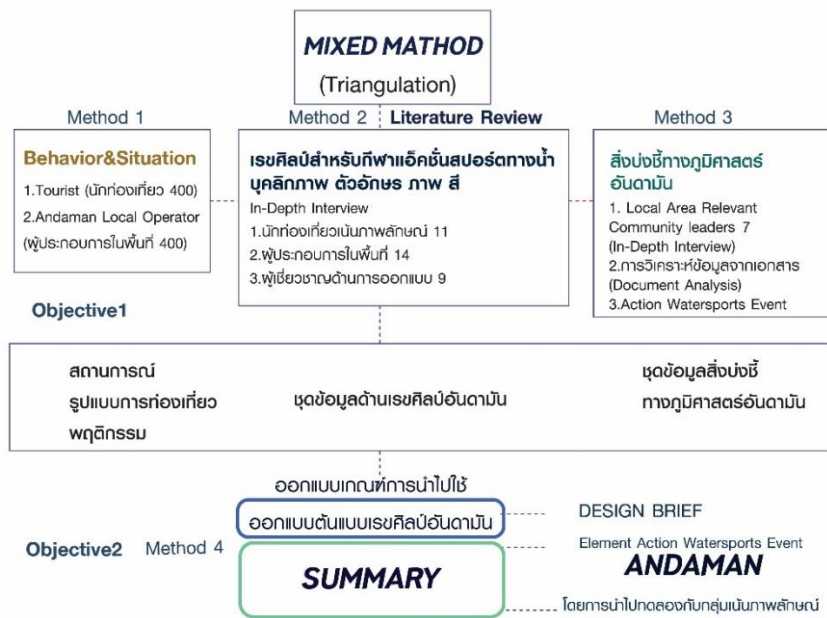 MIXED MATHOD
(Triangulation)
Method 1
Method 2
Literature Review
Method 3
Behavior&Situation
1.Tourist (นักท่องเที่ยว 400)
2.Andaman Local Operator
(ผู้ประกอบการในพื้นที่ 400)
เรขศิลป์สำหรับกีฬาแอ็คชั่นสปอร์ตทางน้ำ
บุคลิกภาพ ตัวอักษร ภาพ สี
In-Depth Interview
1.นักท่องเที่ยวเน้นภาพลักษณ์ 11
2.ผู้ประกอบการในพื้นที่ 14
3.ผู้เชี่ยวชาญด้านการออกแบบ 9
สิ่งบ่งชี้ทางภูมิศาสตร์
อันดามัน
1. Local Area Relevant
Community leaders 7
(In-Depth Interview)
2.การวิเคราะห์ข้อมูลจากเอกสาร
(Document Analysis)
3.Action Watersports Event
Objective1
สถานการณ์
รูปแบบการท่องเที่ยว
พฤติกรรม
ชุดข้อมูลด้านเรขศิลป์อันดามัน
ชุดข้อมูลสิ่งบ่งชี้
ทางภูมิศาสตร์อันดามัน
ออกแบบเกณฑ์การนำไปใช้
ออกแบบต้นแบบเรขศิลป์อันดามัน
DESIGN BRIEF
Objective2
Method 4
Element Action Watersports Event
SUMMARY
ANDAMAN
โดยการนำไปทดลองกับกลุ่มเน้นภาพลักษณ์